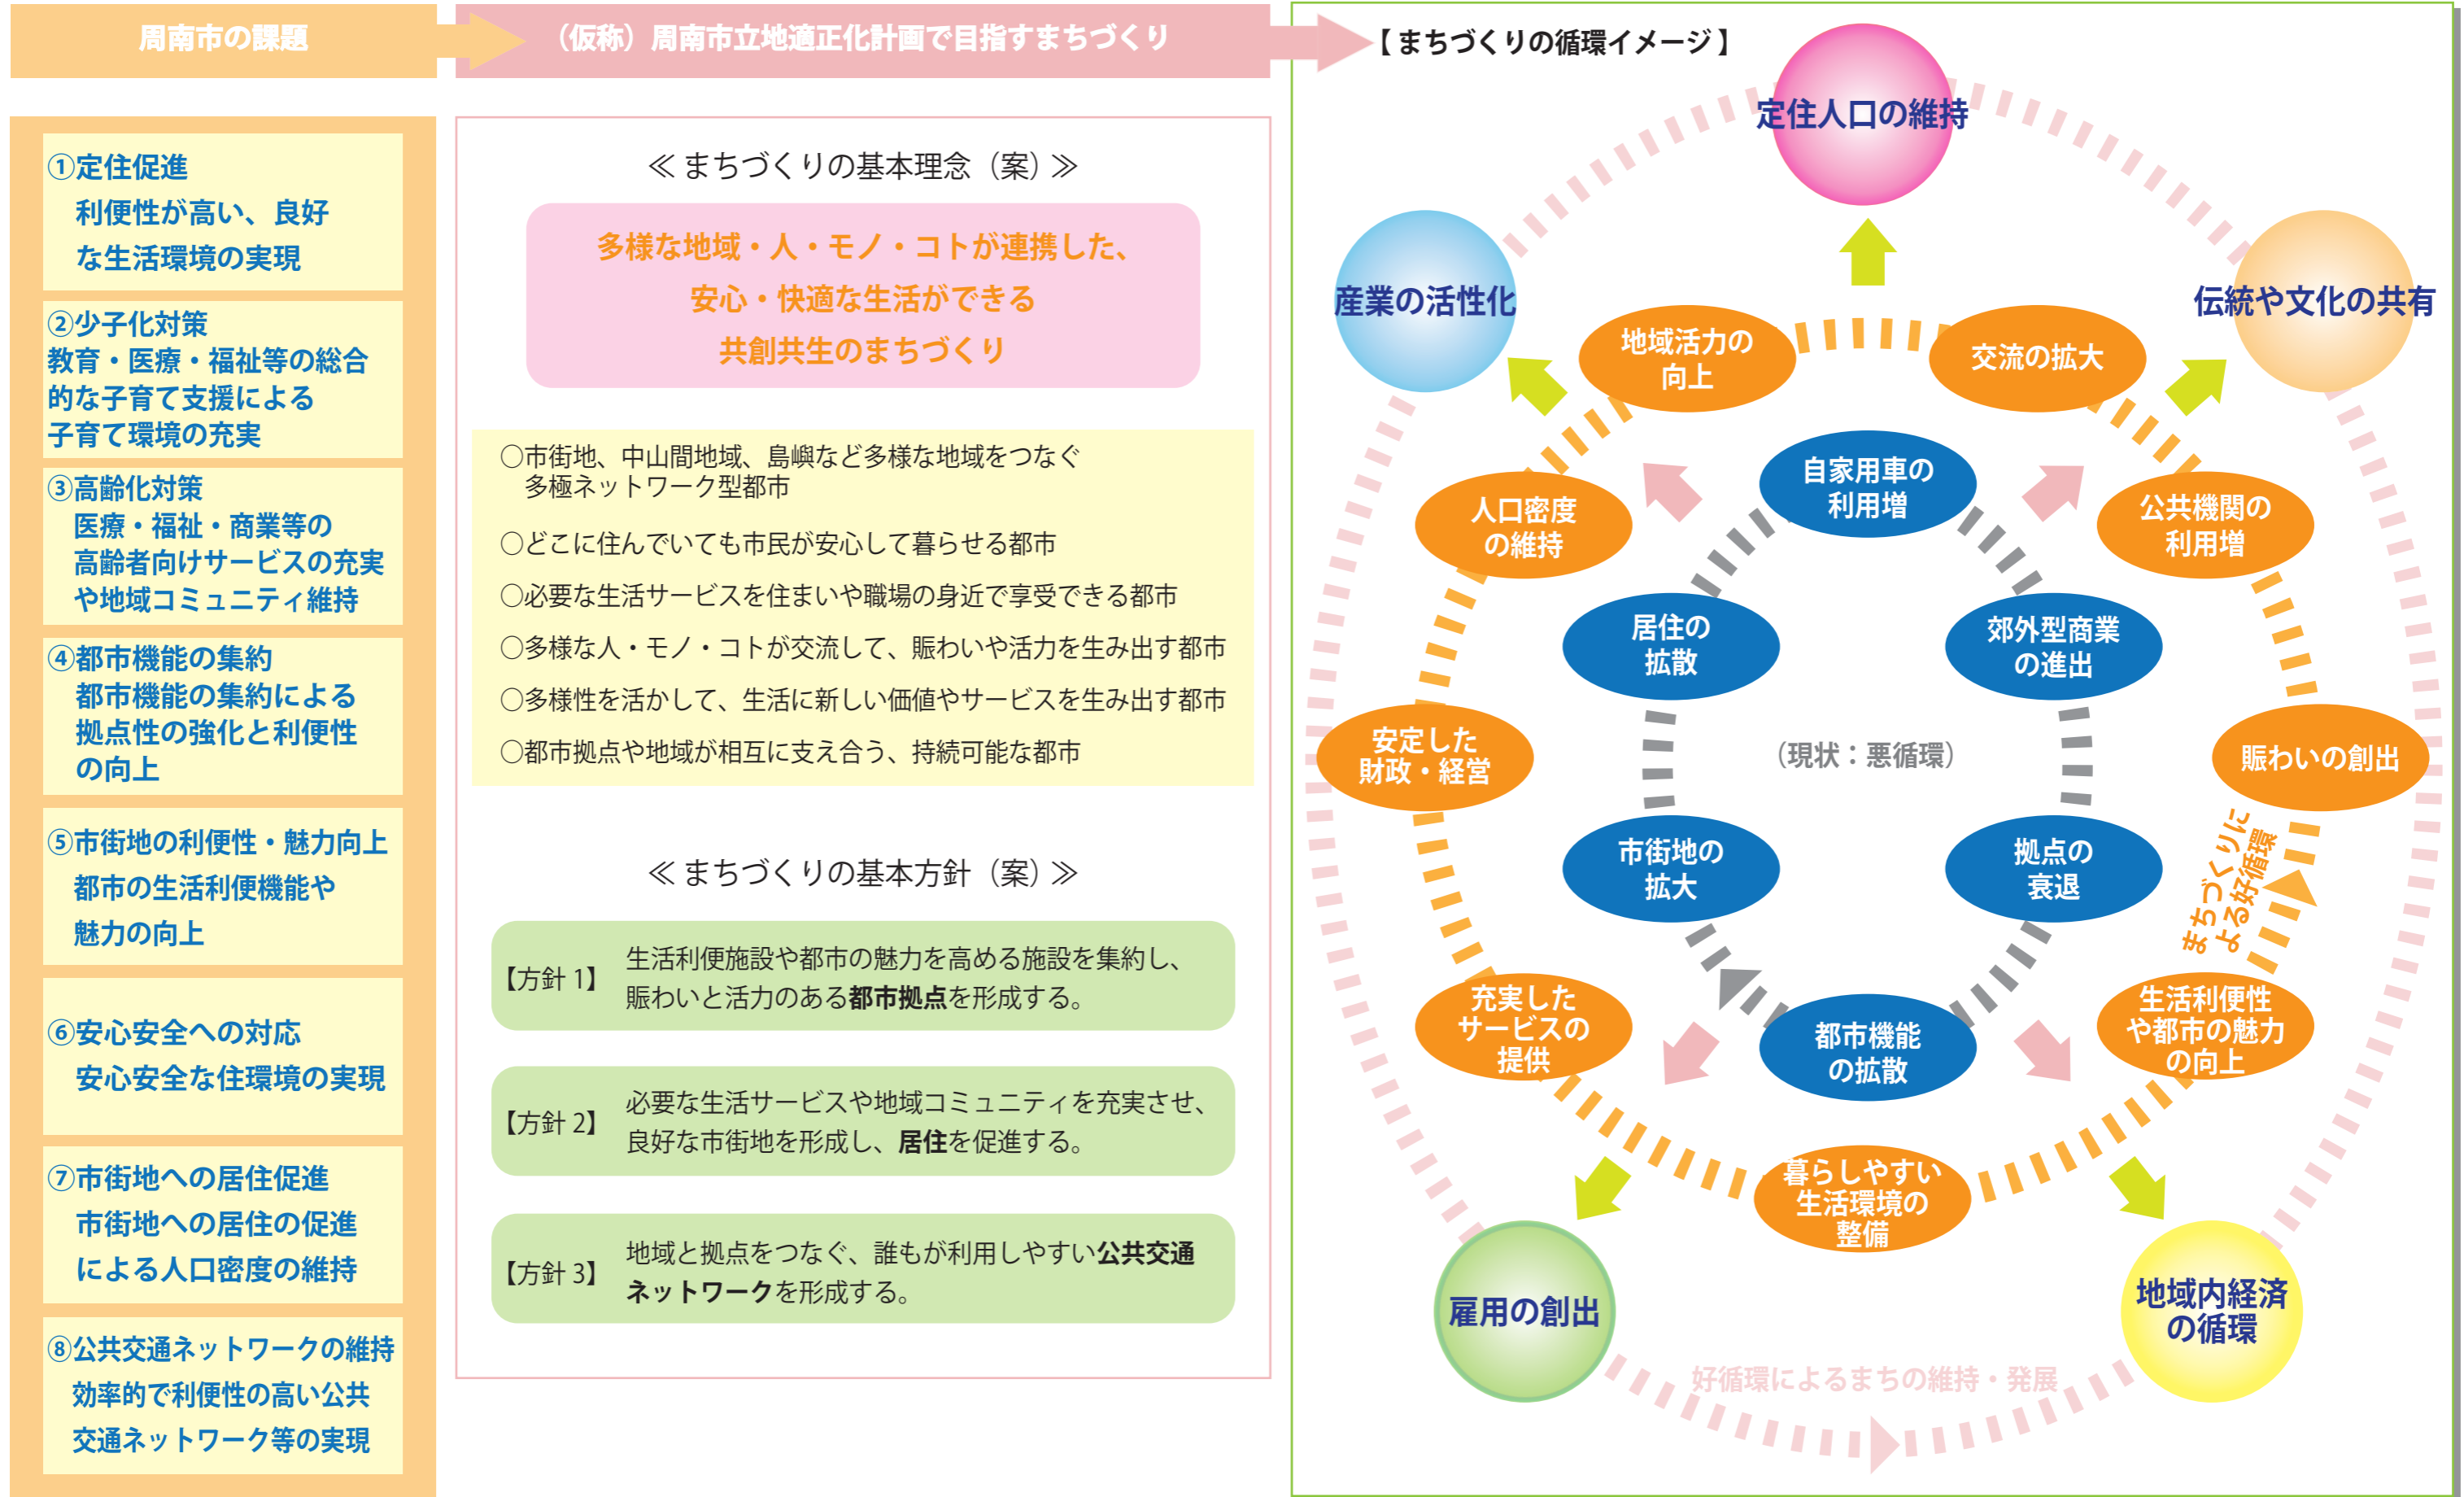 周南市の課題
（仮称）周南市立地適正化計画で目指すまちづくり
【 まちづくりの循環イメージ 】
①定住促進
利便性が高い、良好
な生活環境の実現
②少子化対策
教育・医療・福祉等の総合
的な子育て支援による
子育て環境の充実
③高齢化対策
医療・福祉・商業等の
高齢者向けサービスの充実
や地域コミュニティ維持
④都市機能の集約
都市機能の集約による
拠点性の強化と利便性
の向上
⑤市街地の利便性・魅力向上
都市の生活利便機能や
魅力の向上
⑥安心安全への対応
安心安全な住環境の実現
⑦市街地への居住促進
市街地への居住の促進
による人口密度の維持
⑧公共交通ネットワークの維持
効率的で利便性の高い公共
交通ネットワーク等の実現
≪ まちづくりの基本理念（案）≫
多様な地域・人・モノ・コトが連携した、
安心・快適な生活ができる
共創共生のまちづくり
○市街地、中山間地域、島嶼など多様な地域をつなぐ
多極ネットワーク型都市
○どこに住んでいても市民が安心して暮らせる都市
○必要な生活サービスを住まいや職場の身近で享受できる都市
○多様な人・モノ・コトが交流して、賑わいや活力を生み出す都市
○多様性を活かして、生活に新しい価値やサービスを生み出す都市
○都市拠点や地域が相互に支え合う、持続可能な都市
≪ まちづくりの基本方針（案）≫
【方針 1】
生活利便施設や都市の魅力を高める施設を集約し、
賑わいと活力のある都市拠点を形成する。
【方針 2】
必要な生活サービスや地域コミュニティを充実させ、
良好な市街地を形成し、居住を促進する。
【方針 3】
地域と拠点をつなぐ、誰もが利用しやすい公共交通
ネットワークを形成する。
定住人口の維持
産業の活性化
伝統や文化の共有
地域活力の
向上
交流の拡大
人口密度
の維持
自家用車の
利用増
公共機関の
利用増
居住の
拡散
郊外型商業
の進出
安定した
財政・経営
（現状：悪循環）
賑わいの創出
市街地の
拡大
拠点の
衰退
まちづくりに
よる好循環
充実した
サービスの
提供
都市機能
の拡散
生活利便性
や都市の魅力
の向上
暮らしやすい
生活環境の
整備
雇用の創出
地域内経済
の循環
好循環によるまちの維持・発展